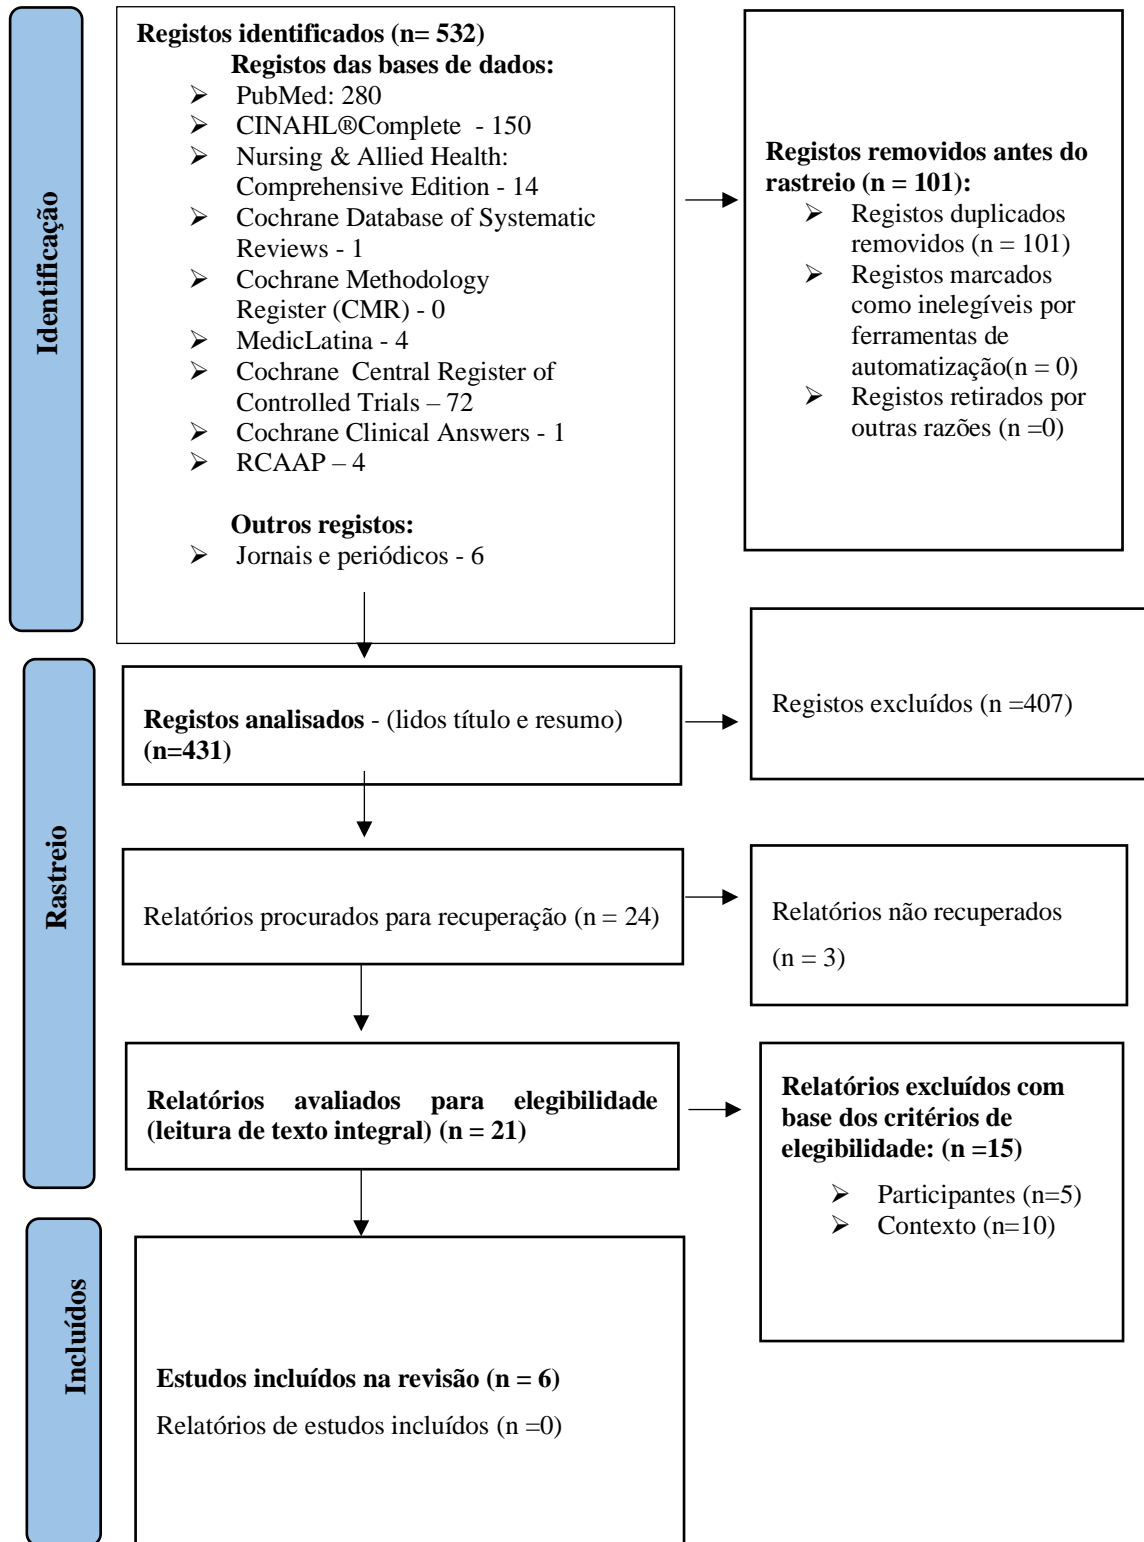 Identificação
Registos identificados (n= 532)
Registos das bases de dados:
➢ PubMed: 280
➢ CINAHL®Complete - 150
➢ Nursing & Allied Health:
Comprehensive Edition - 14
➢ Cochrane Database of Systematic
Reviews - 1
➢ Cochrane Methodology
Register (CMR) - 0
➢ MedicLatina - 4
➢ Cochrane Central Register of
Controlled Trials – 72
➢ Cochrane Clinical Answers - 1
➢ RCAAP – 4
Outros registos:
➢ Jornais e periódicos - 6
Registos removidos antes do
rastreio (n = 101):
➢ Registos duplicados
removidos (n = 101)
➢ Registos marcados
como inelegíveis por
ferramentas de
automatização(n = 0)
➢ Registos retirados por
outras razões (n =0)
Rastreio
Registos analisados - (lidos título e resumo)
(n=431)
Registos excluídos (n =407)
Relatórios procurados para recuperação (n = 24)
Relatórios não recuperados
(n = 3)
Relatórios avaliados para elegibilidade
(leitura de texto integral) (n = 21)
Relatórios excluídos com
base dos critérios de
elegibilidade: (n =15)
➢ Participantes (n=5)
➢ Contexto (n=10)
Incluídos
Estudos incluídos na revisão (n = 6)
Relatórios de estudos incluídos (n =0)